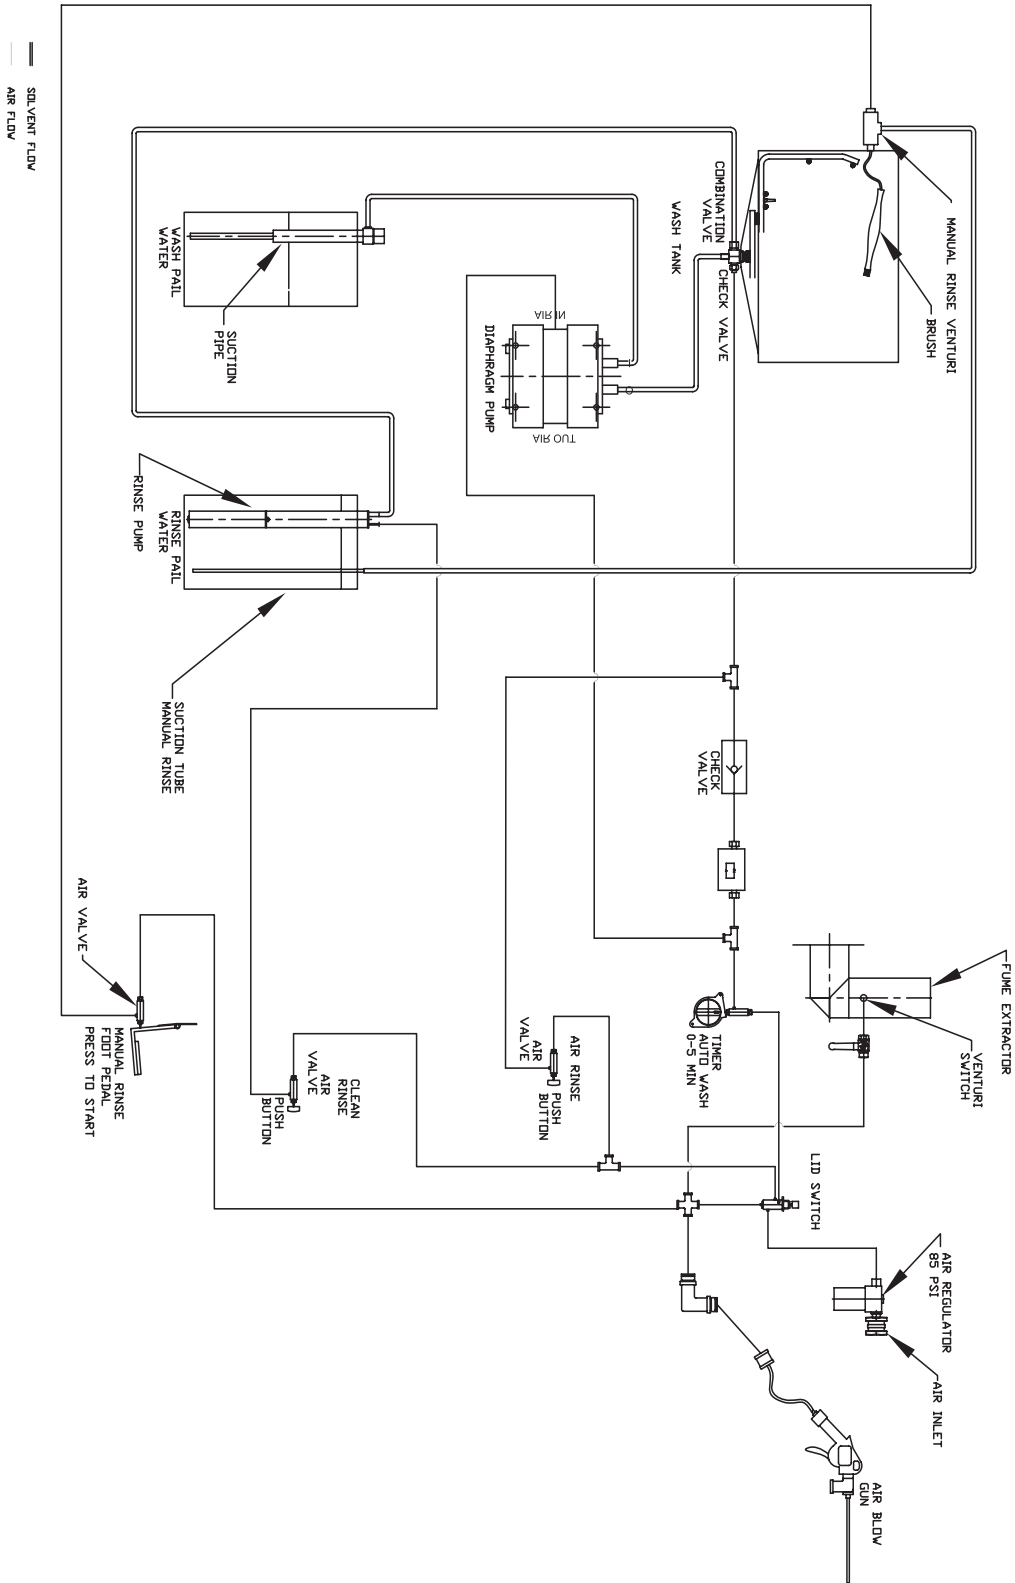 SOLVENT FLOW
AIR FLOW
MANUAL RINSE VENTURI
BRUSH
COMBINATION
VALVE
CHECK VALVE
WASH TANK
WASH PAIL
WATER
SUCTION
PIPE
AIR IN
DIAPHRAGM PUMP
AIR OUT
RINSE PUMP
RINSE PAIL
WATER
SUCTION TUBE
MANUAL RINSE
CHECK
VALVE
FUME EXTRACTOR
VENTURI
SWITCH
TIMER
AUTO WASH
0-5 MIN
AIR RINSE
AIR
VALVE
PUSH
BUTTON
CLEAN
RINSE
AIR
VALVE
PUSH
BUTTON
AIR VALVE
MANUAL RINSE
FOOT PEDAL
PRESS TO START
LID SWITCH
AIR REGULATOR
85 PSI
AIR INLET
AIR BLOW
GUN